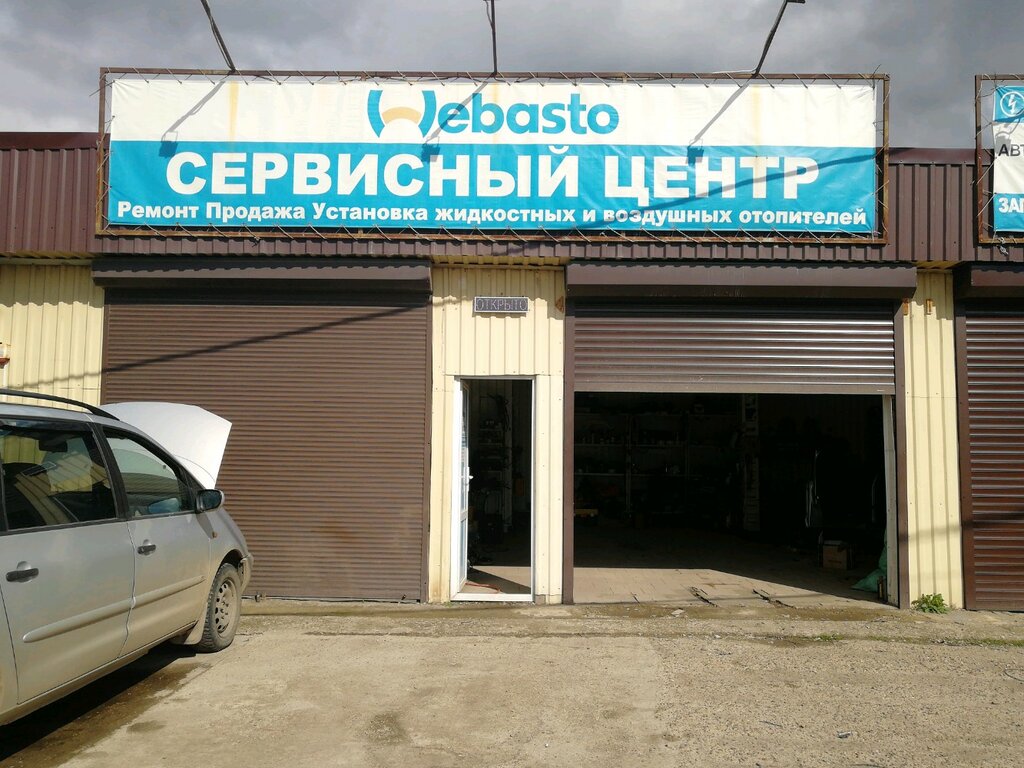 Webasto
СЕРВИСНЫЙ ЦЕНТР
Ремонт Продажа Установка жидкостных и воздушных отопителей
ОТКРЫТО